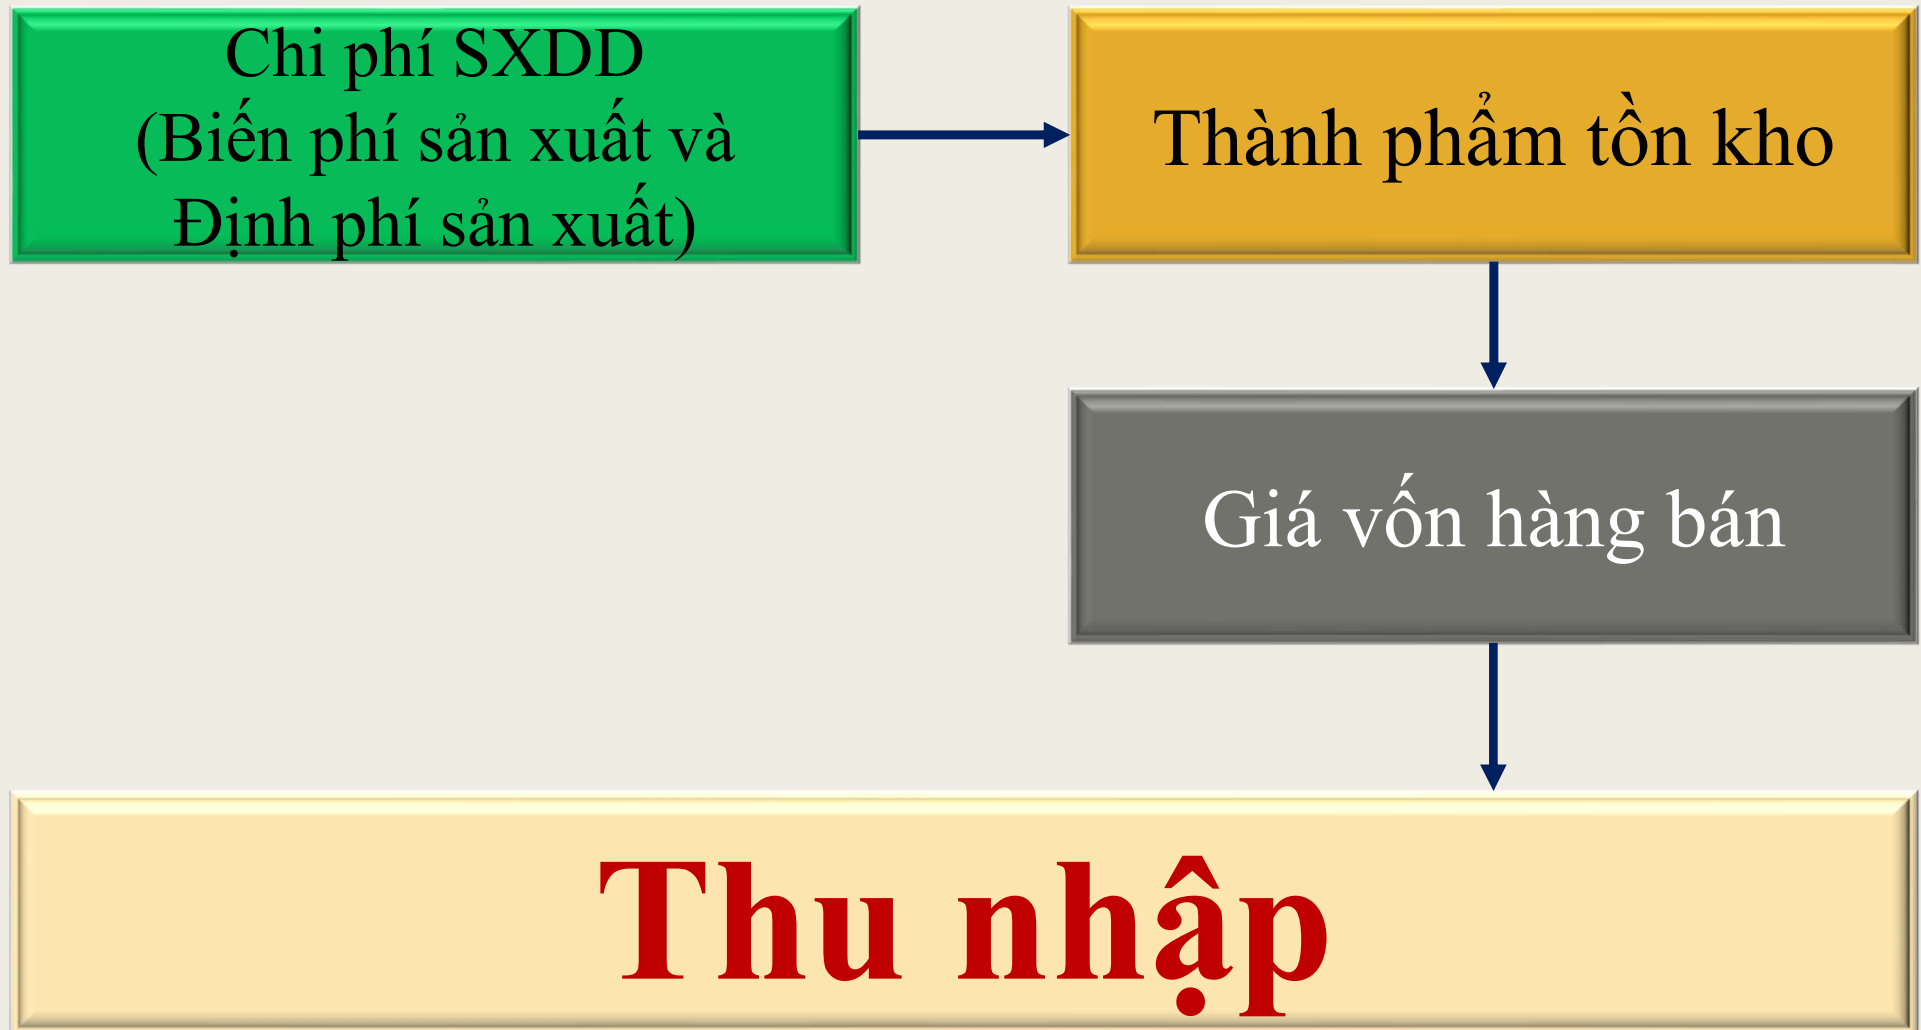 Chi phí SXDD
(Biến phí sản xuất và
Định phí sản xuất)
Thành phẩm tồn kho
Giá vốn hàng bán
Thu nhập